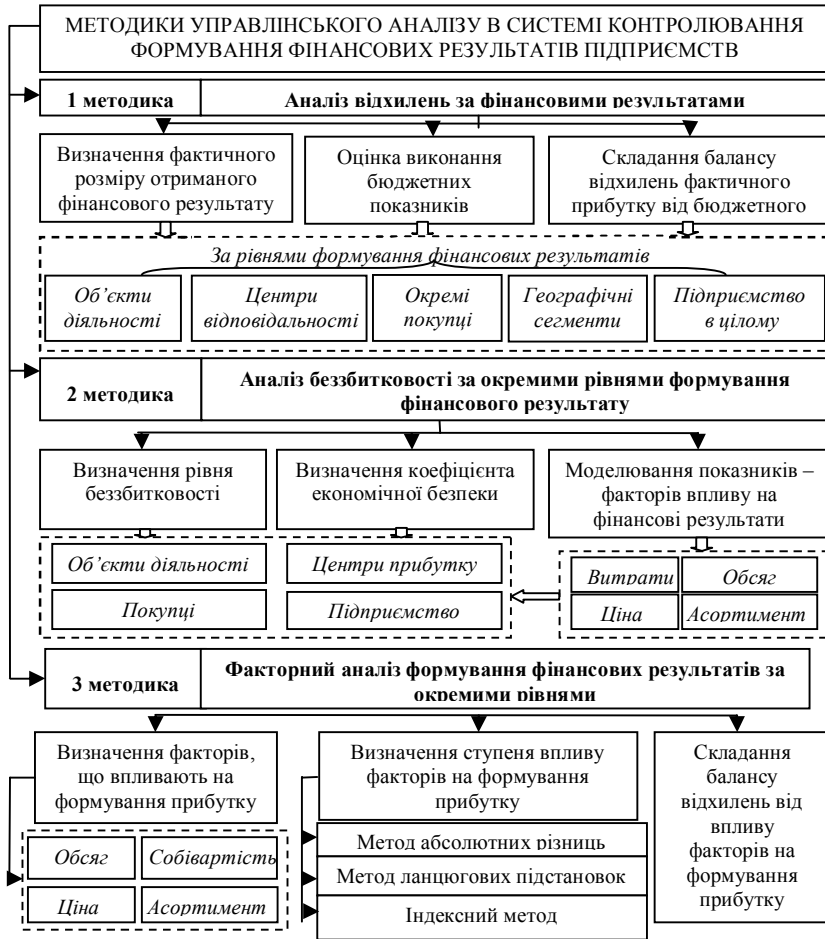 МЕТОДИКИ УПРАВЛІНСЬКОГО АНАЛІЗУ В СИСТЕМІ КОНТРОЛЮВАННЯ
ФОРМУВАННЯ ФІНАНСОВИХ РЕЗУЛЬТАТІВ ПІДПРИЄМСТВ
1 методика
Аналіз відхилень за фінансовими результатами
Визначення фактичного
розміру отриманого
фінансового результату
Оцінка виконання
бюджетних
показників
Складання балансу
відхилень фактичного
прибутку від бюджетного
За рівнями формування фінансових результатів
Об’єкти
діяльності
Центри
відповідальності
Окремі
покупці
Географічні
сегменти
Підприємство
в цілому
2 методика
Аналіз беззбитковості за окремими рівнями формування
фінансового результату
Визначення рівня
беззбитковості
Визначення коефіцієнта
економічної безпеки
Моделювання показників –
факторів впливу на
фінансові результати
Об’єкти діяльності
Центри прибутку
Покупці
Підприємство
Витрати
Обсяг
Ціна
Асортимент
3 методика
Факторний аналіз формування фінансових результатів за
окремими рівнями
Визначення факторів,
що впливають на
формування прибутку
Обсяг
Собівартість
Ціна
Асортимент
Визначення ступеня впливу
факторів на формування
прибутку
Метод абсолютних різниць
Метод ланцюгових підстановок
Індексний метод
Складання
балансу
відхилень від
впливу
факторів на
формування
прибутку